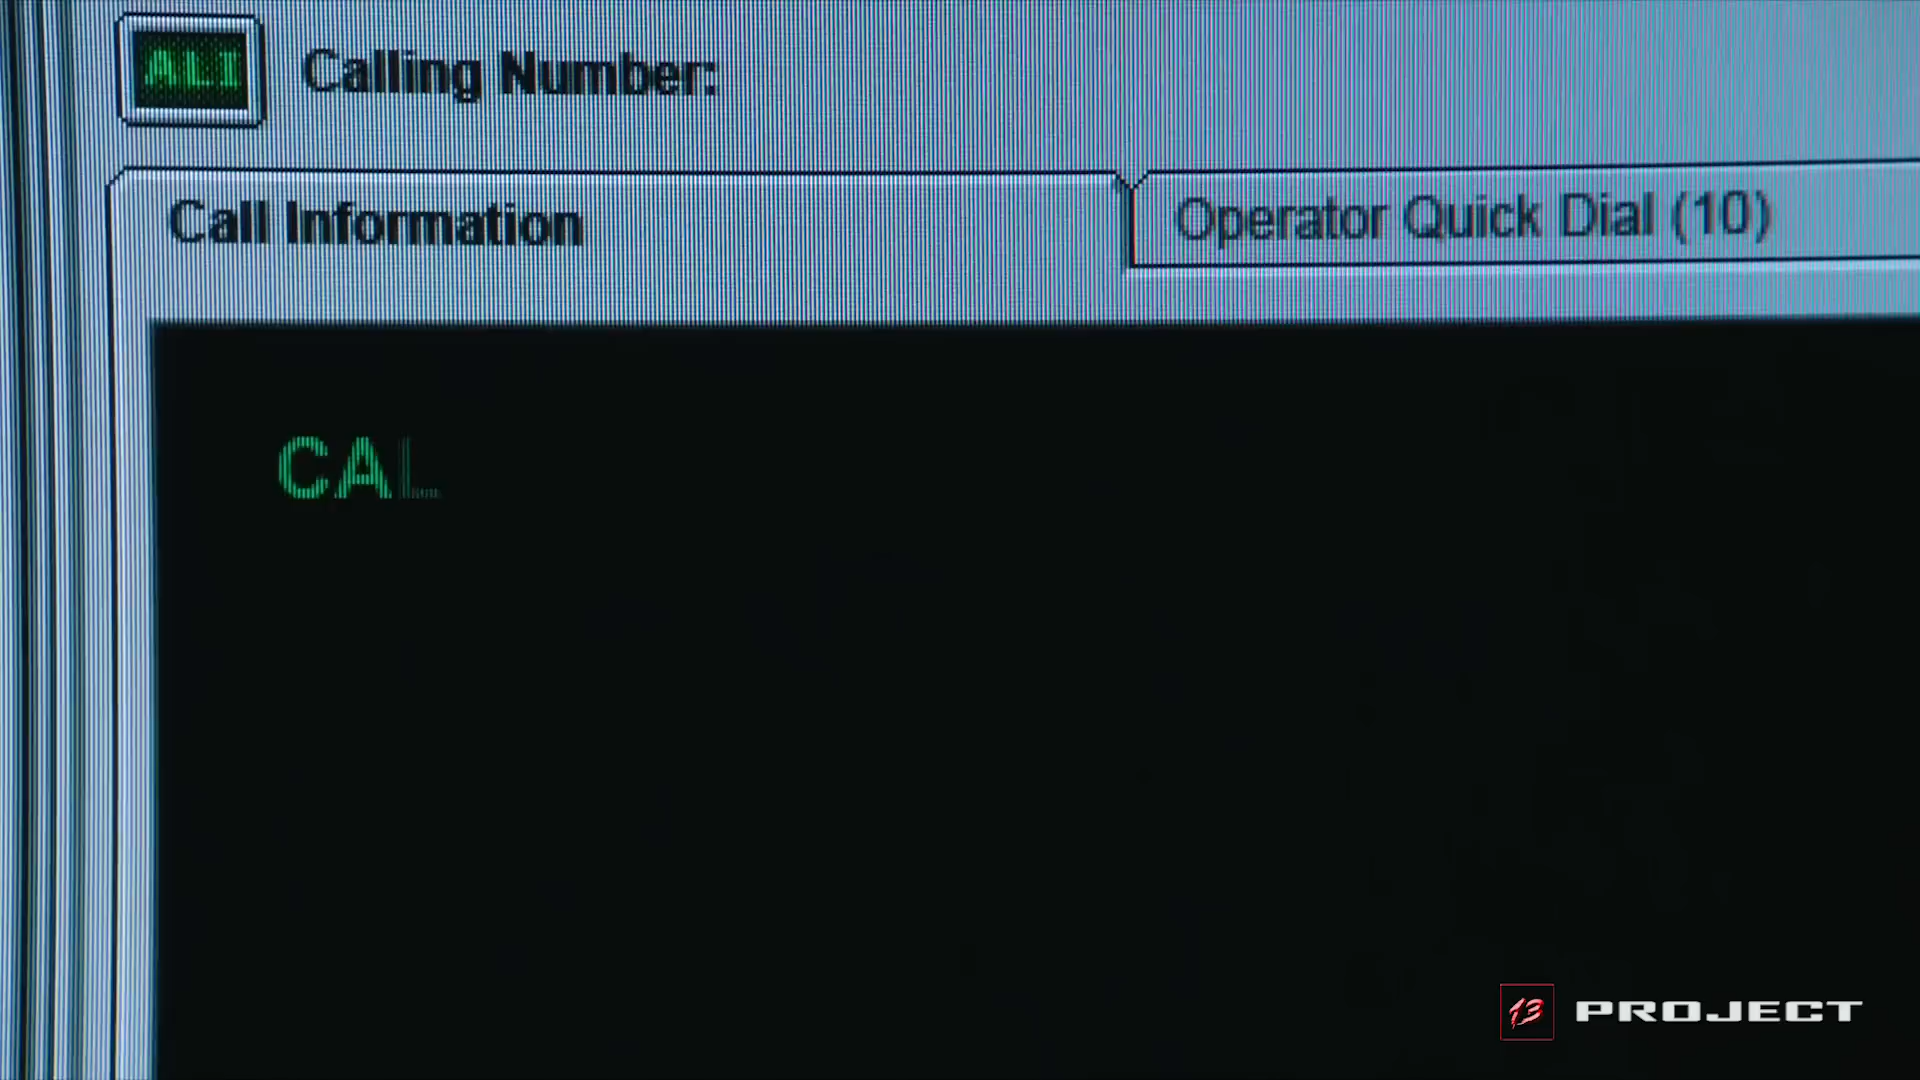 ALI
Calling Number:
Call Information
Operator Quick Dial (10)
CAL
13 PROJECT